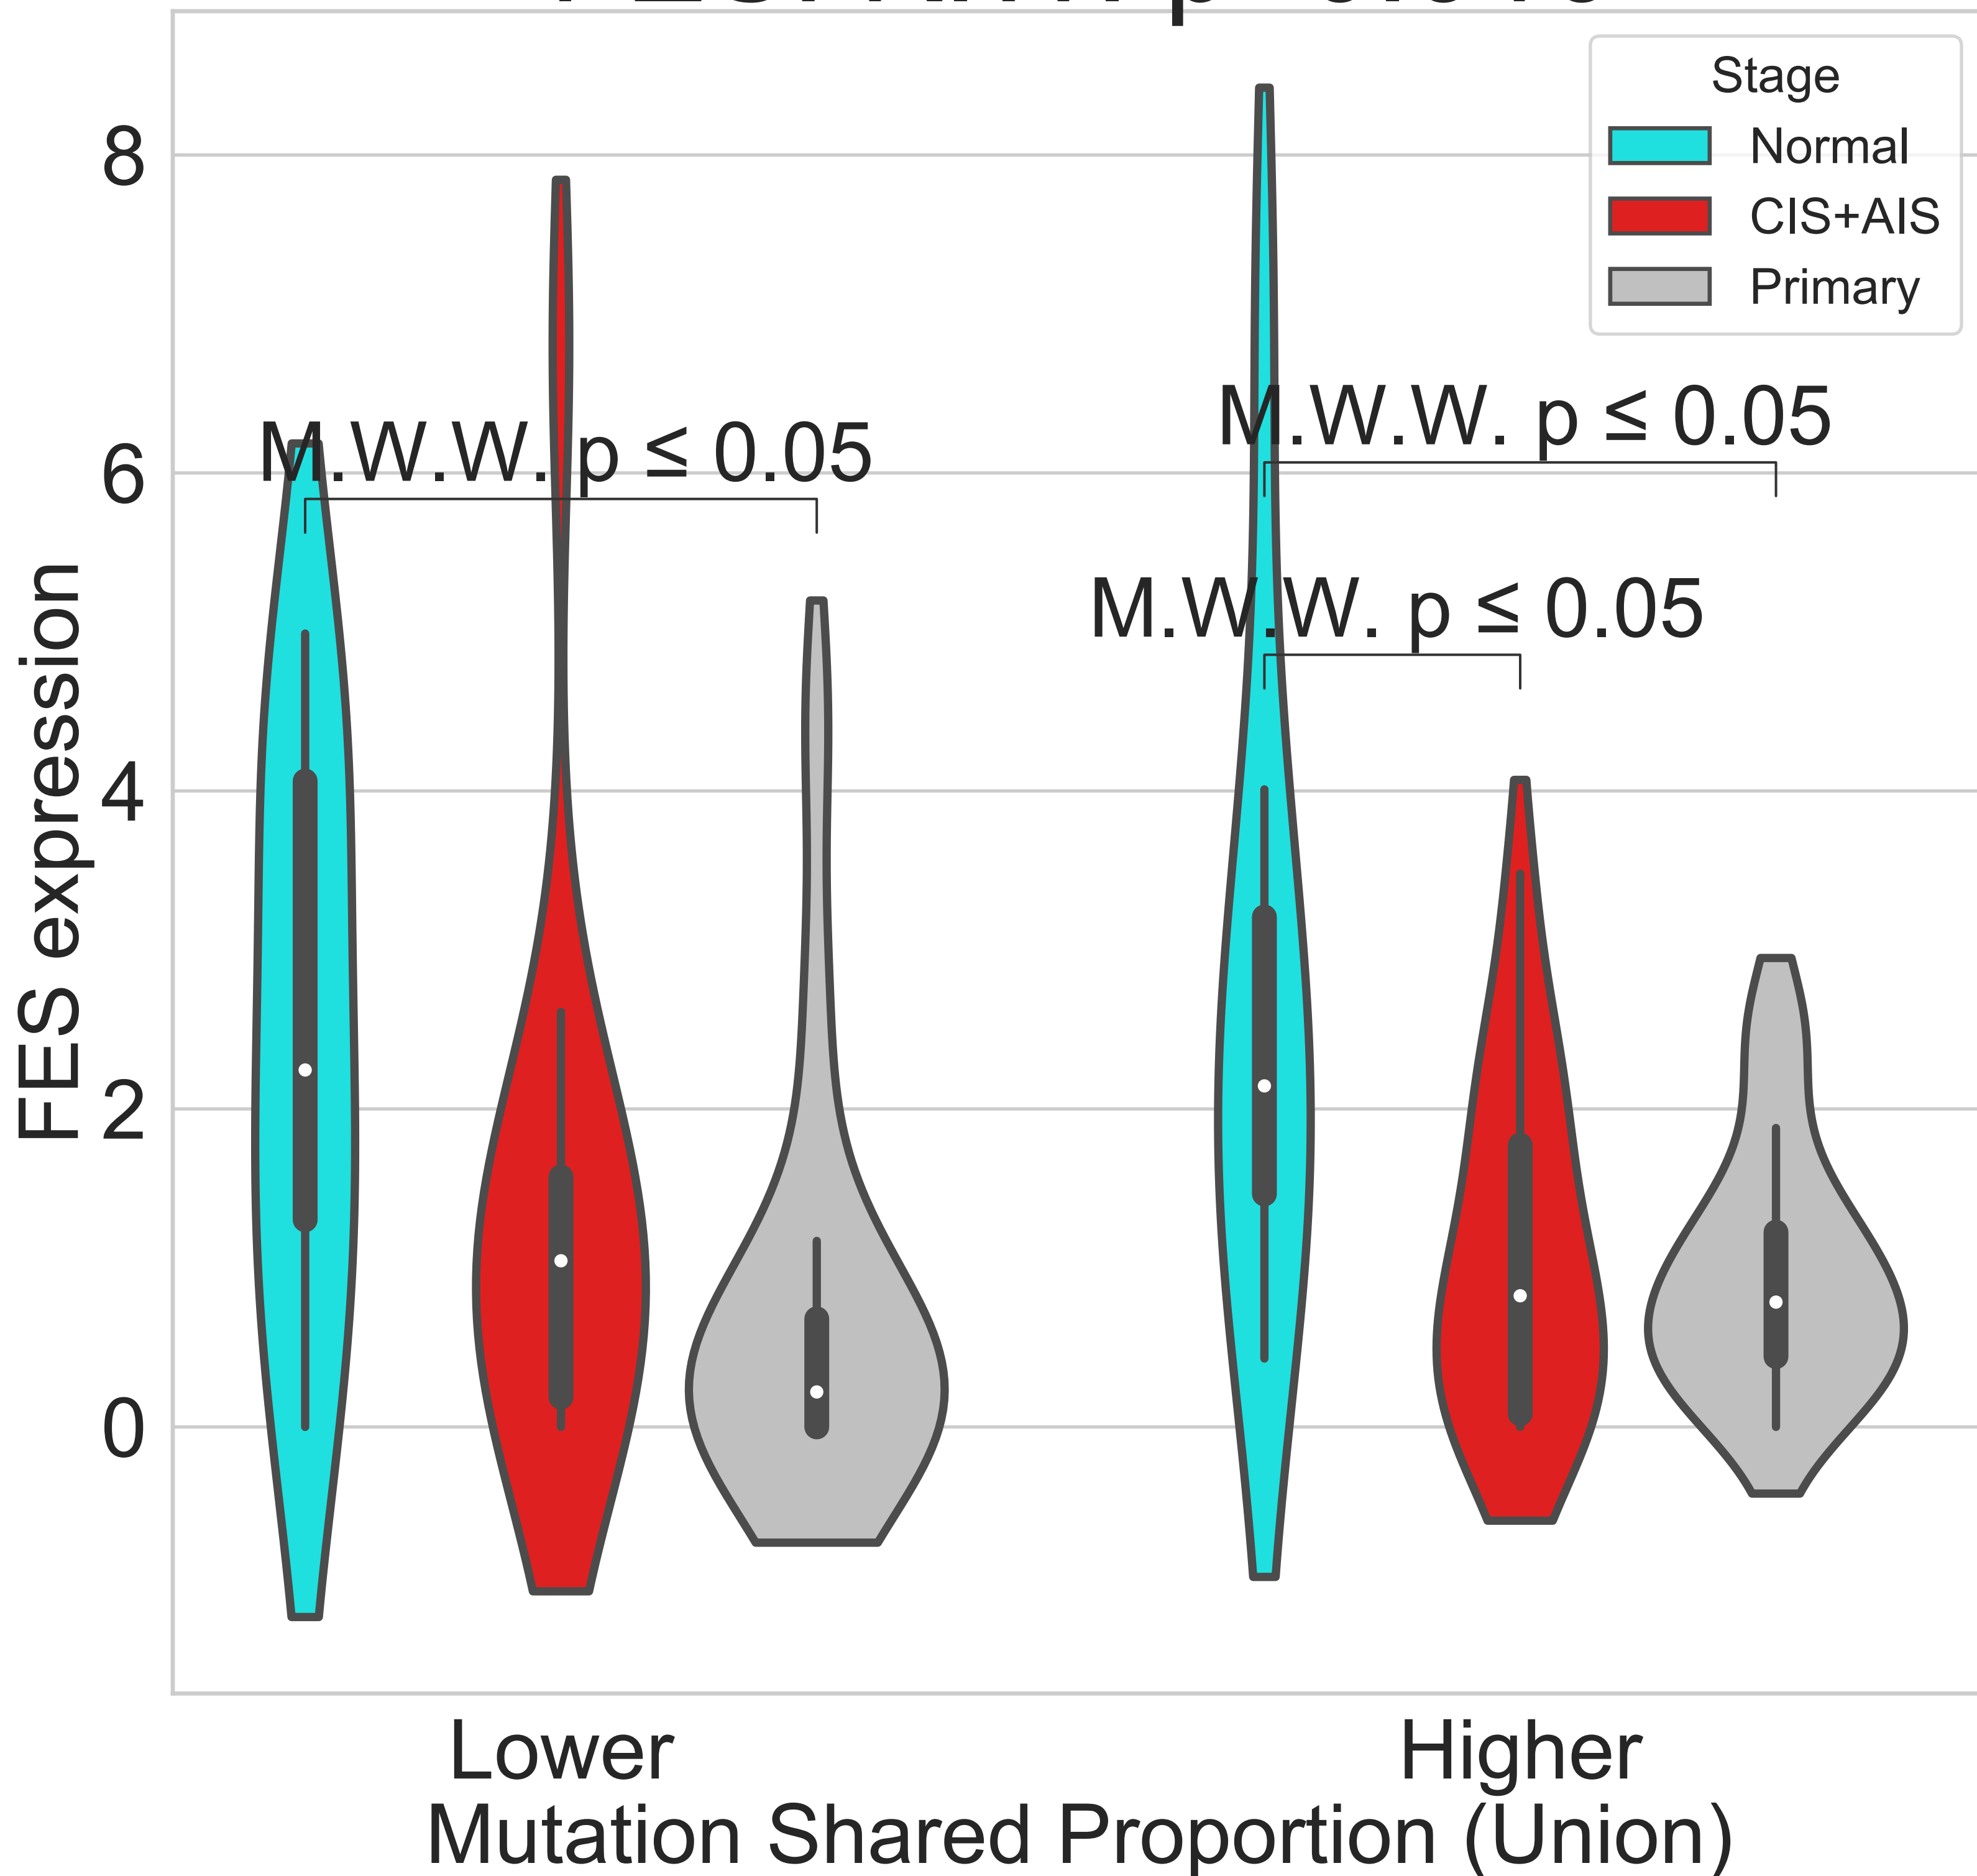 Stage
Normal
CIS+AIS
Primary
M.W.W. p ≤ 0.05
M.W.W. p ≤ 0.05
M.W.W. p ≤ 0.05
8
6
4
2
0
FES expression
Lower
Higher
Mutation Shared Proportion (Union)